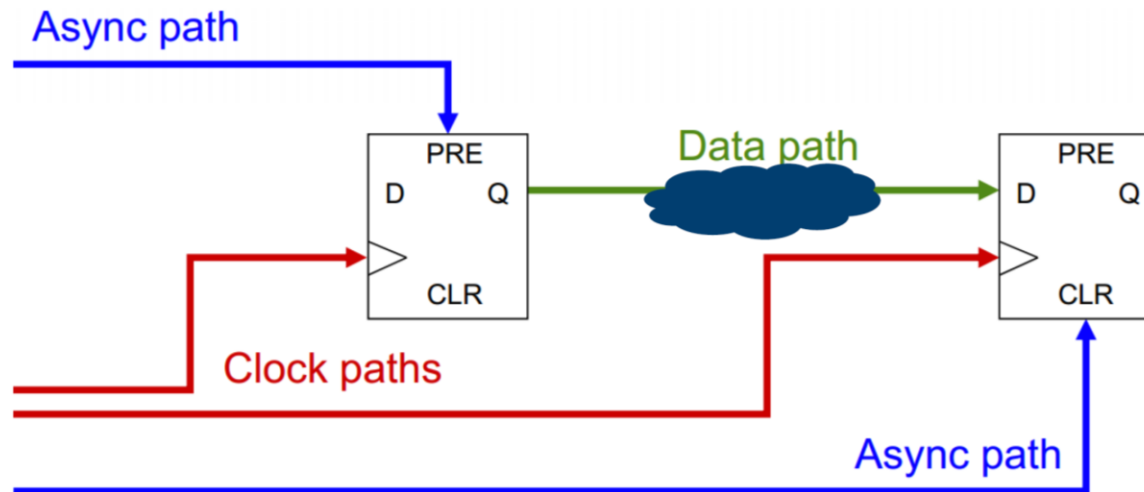 Async path
PRE
D Q
CLR
Data path
PRE
D Q
CLR
Clock paths
Async path